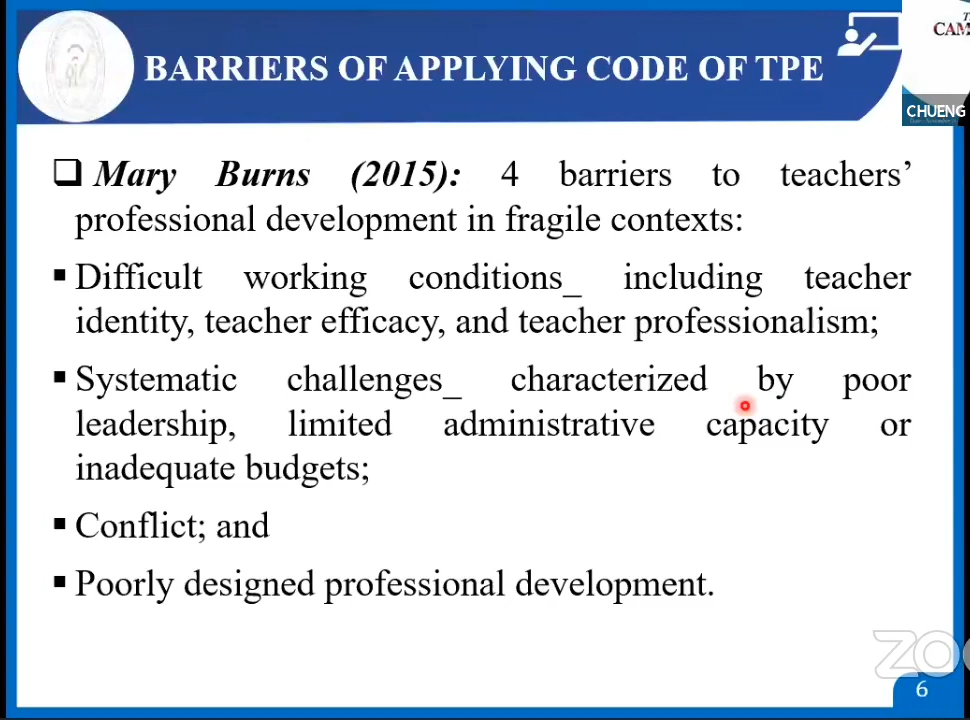 BARRIERS OF APPLYING CODE OF TPE
CHUENG
❑ Mary Burns (2015): 4 barriers to teachers’
professional development in fragile contexts:
▪ Difficult working conditions_ including teacher
identity, teacher efficacy, and teacher professionalism;
▪ Systematic challenges_ characterized by poor
leadership, limited administrative capacity or
inadequate budgets;
▪ Conflict; and
▪ Poorly designed professional development.
6